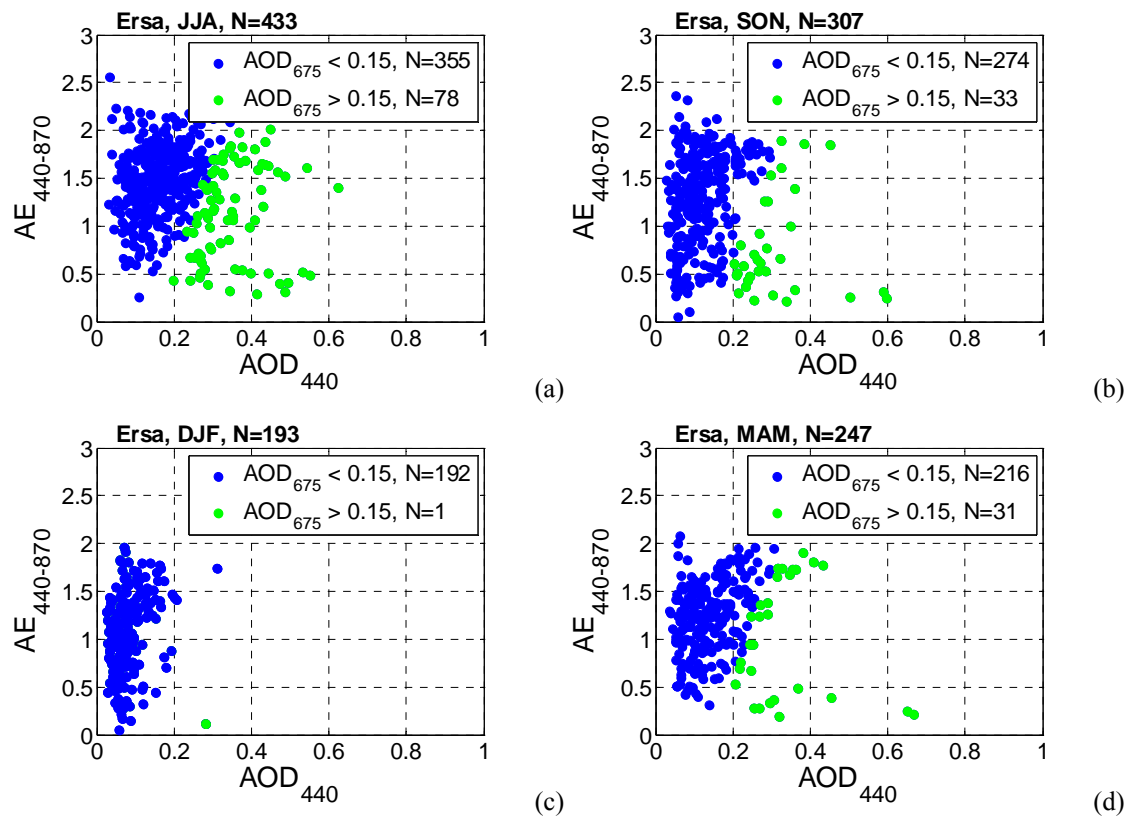 Ersa, JJA, N=433
AOD675 < 0.15, N=355
AOD675 > 0.15, N=78
3
2.5
2
1.5
1
0.5
0
AE440-870
0 0.2 0.4 0.6 0.8 1
AOD440
(a)
Ersa, SON, N=307
AOD675 < 0.15, N=274
AOD675 > 0.15, N=33
3
2.5
2
1.5
1
0.5
0
AE440-870
0 0.2 0.4 0.6 0.8 1
AOD440
(b)
Ersa, DJF, N=193
AOD675 < 0.15, N=192
AOD675 > 0.15, N=1
3
2.5
2
1.5
1
0.5
0
AE440-870
0 0.2 0.4 0.6 0.8 1
AOD440
(c)
Ersa, MAM, N=247
AOD675 < 0.15, N=216
AOD675 > 0.15, N=31
3
2.5
2
1.5
1
0.5
0
AE440-870
0 0.2 0.4 0.6 0.8 1
AOD440
(d)